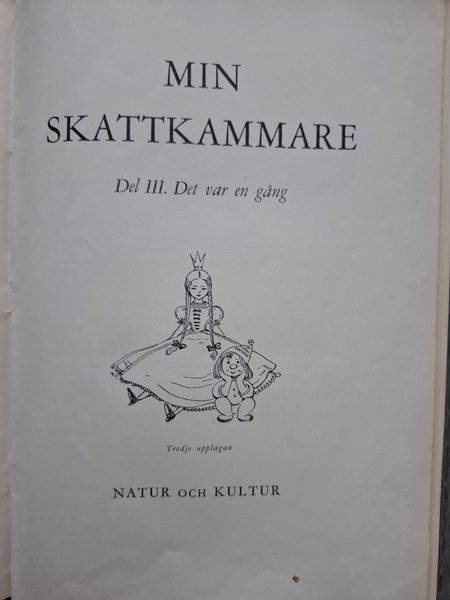 MIN
SKATTKAMMARE
Del III. Det var en gång
Tredje upplagan
NATUR OCH KULTUR